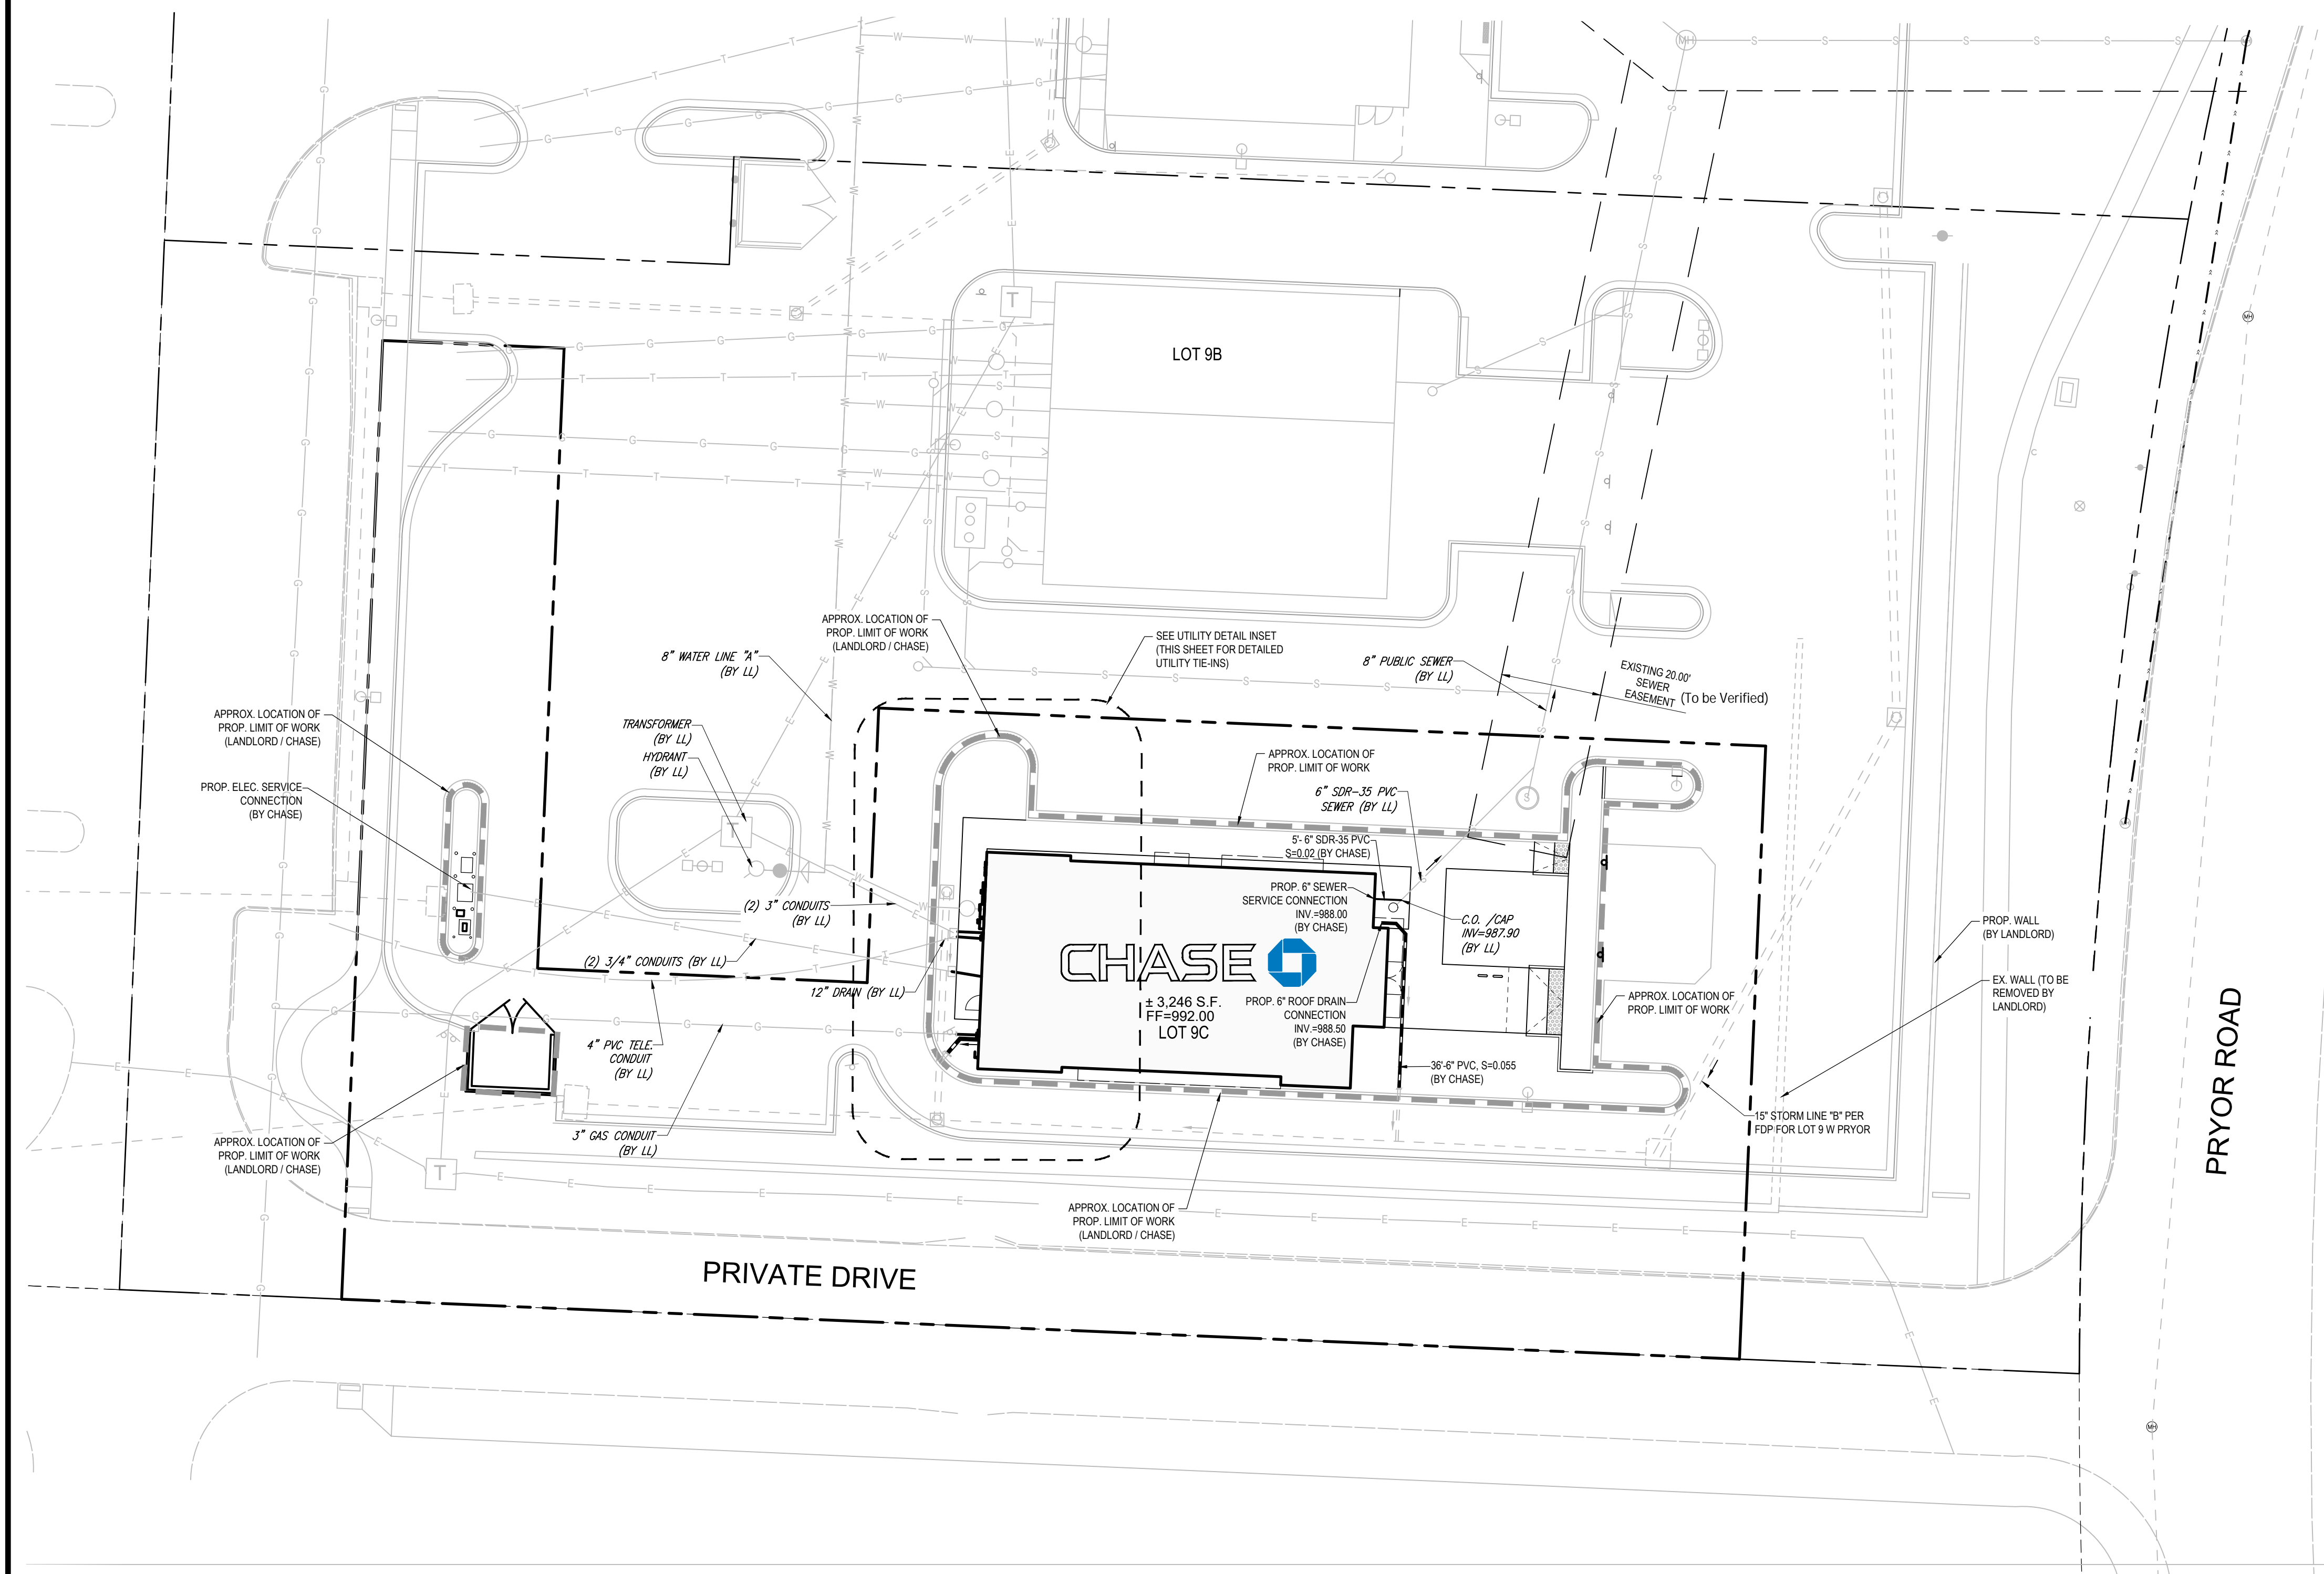 LOT 9B
APPROX. LOCATION OF
PROP. LIMIT OF WORK
(LANDLORD / CHASE)
SEE UTILITY DETAIL INSET
(THIS SHEET FOR DETAILED
UTILITY TIE-INS)
8" WATER LINE "A"
(BY LL)
8" PUBLIC SEWER
(BY LL)
EXISTING 20.00'
SEWER
EASEMENT (To be Verified)
APPROX. LOCATION OF
PROP. LIMIT OF WORK
(LANDLORD / CHASE)
TRANSFORMER
(BY LL)
HYDRANT
(BY LL)
APPROX. LOCATION OF
PROP. LIMIT OF WORK
PROP. ELEC. SERVICE
CONNECTION
(BY CHASE)
6" SDR-35 PVC
SEWER (BY LL)
5'- 6" SDR-35 PVC
S=0.02 (BY CHASE)
PROP. 6" SEWER
SERVICE CONNECTION
INV.=988.00
(BY CHASE)
C.O. /CAP
INV=987.90
(BY LL)
(2) 3" CONDUITS
(BY LL)
(2) 3/4" CONDUITS (BY LL)
12" DRAIN (BY LL)
CHASE
± 3,246 S.F.
FF=992.00
LOT 9C
PROP. 6" ROOF DRAIN
CONNECTION
INV.=988.50
(BY CHASE)
PROP. WALL
(BY LANDLORD)
EX. WALL (TO BE
REMOVED BY
LANDLORD)
APPROX. LOCATION OF
PROP. LIMIT OF WORK
4" PVC TELE.
CONDUIT
(BY LL)
36'-6" PVC, S=0.055
(BY CHASE)
15" STORM LINE "B" PER
FDP FOR LOT 9 W PRYOR
3" GAS CONDUIT
(BY LL)
APPROX. LOCATION OF
PROP. LIMIT OF WORK
(LANDLORD / CHASE)
APPROX. LOCATION OF
PROP. LIMIT OF WORK
(LANDLORD / CHASE)
PRIVATE DRIVE
PRYOR ROAD